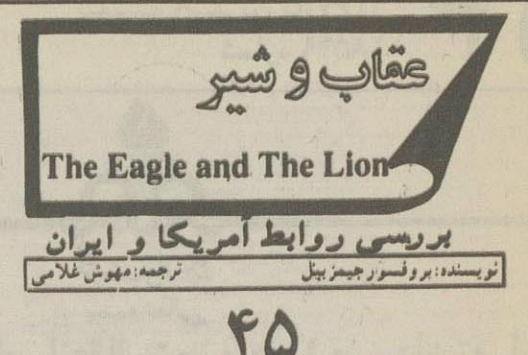 عقاب و شیر
The Eagle and The Lion
بررسی روابط آمریکا و ایران
نویسنده: پروفسور جیمز بیل ترجمه: مهوش غلامی
۴۵